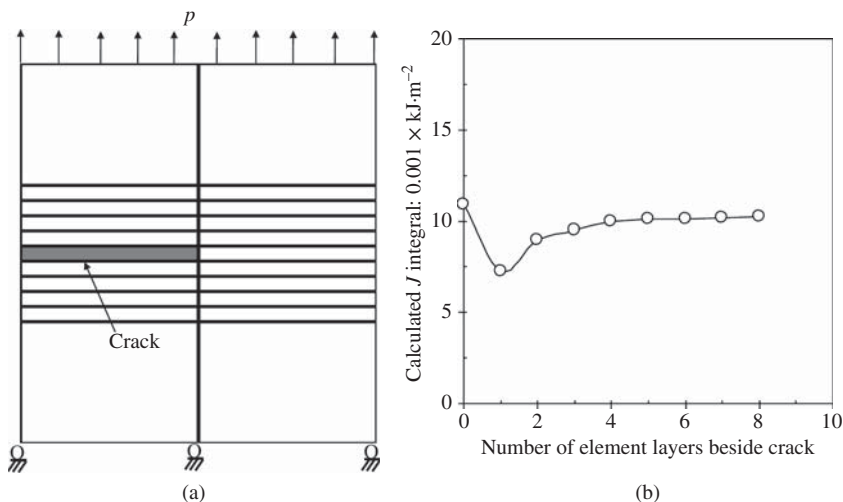 p
Crack
(a)
Calculated J integral: 0.001 × kJ·m⁻²
20
15
10
5
0
0
2
4
6
8
10
Number of element layers beside crack
(b)